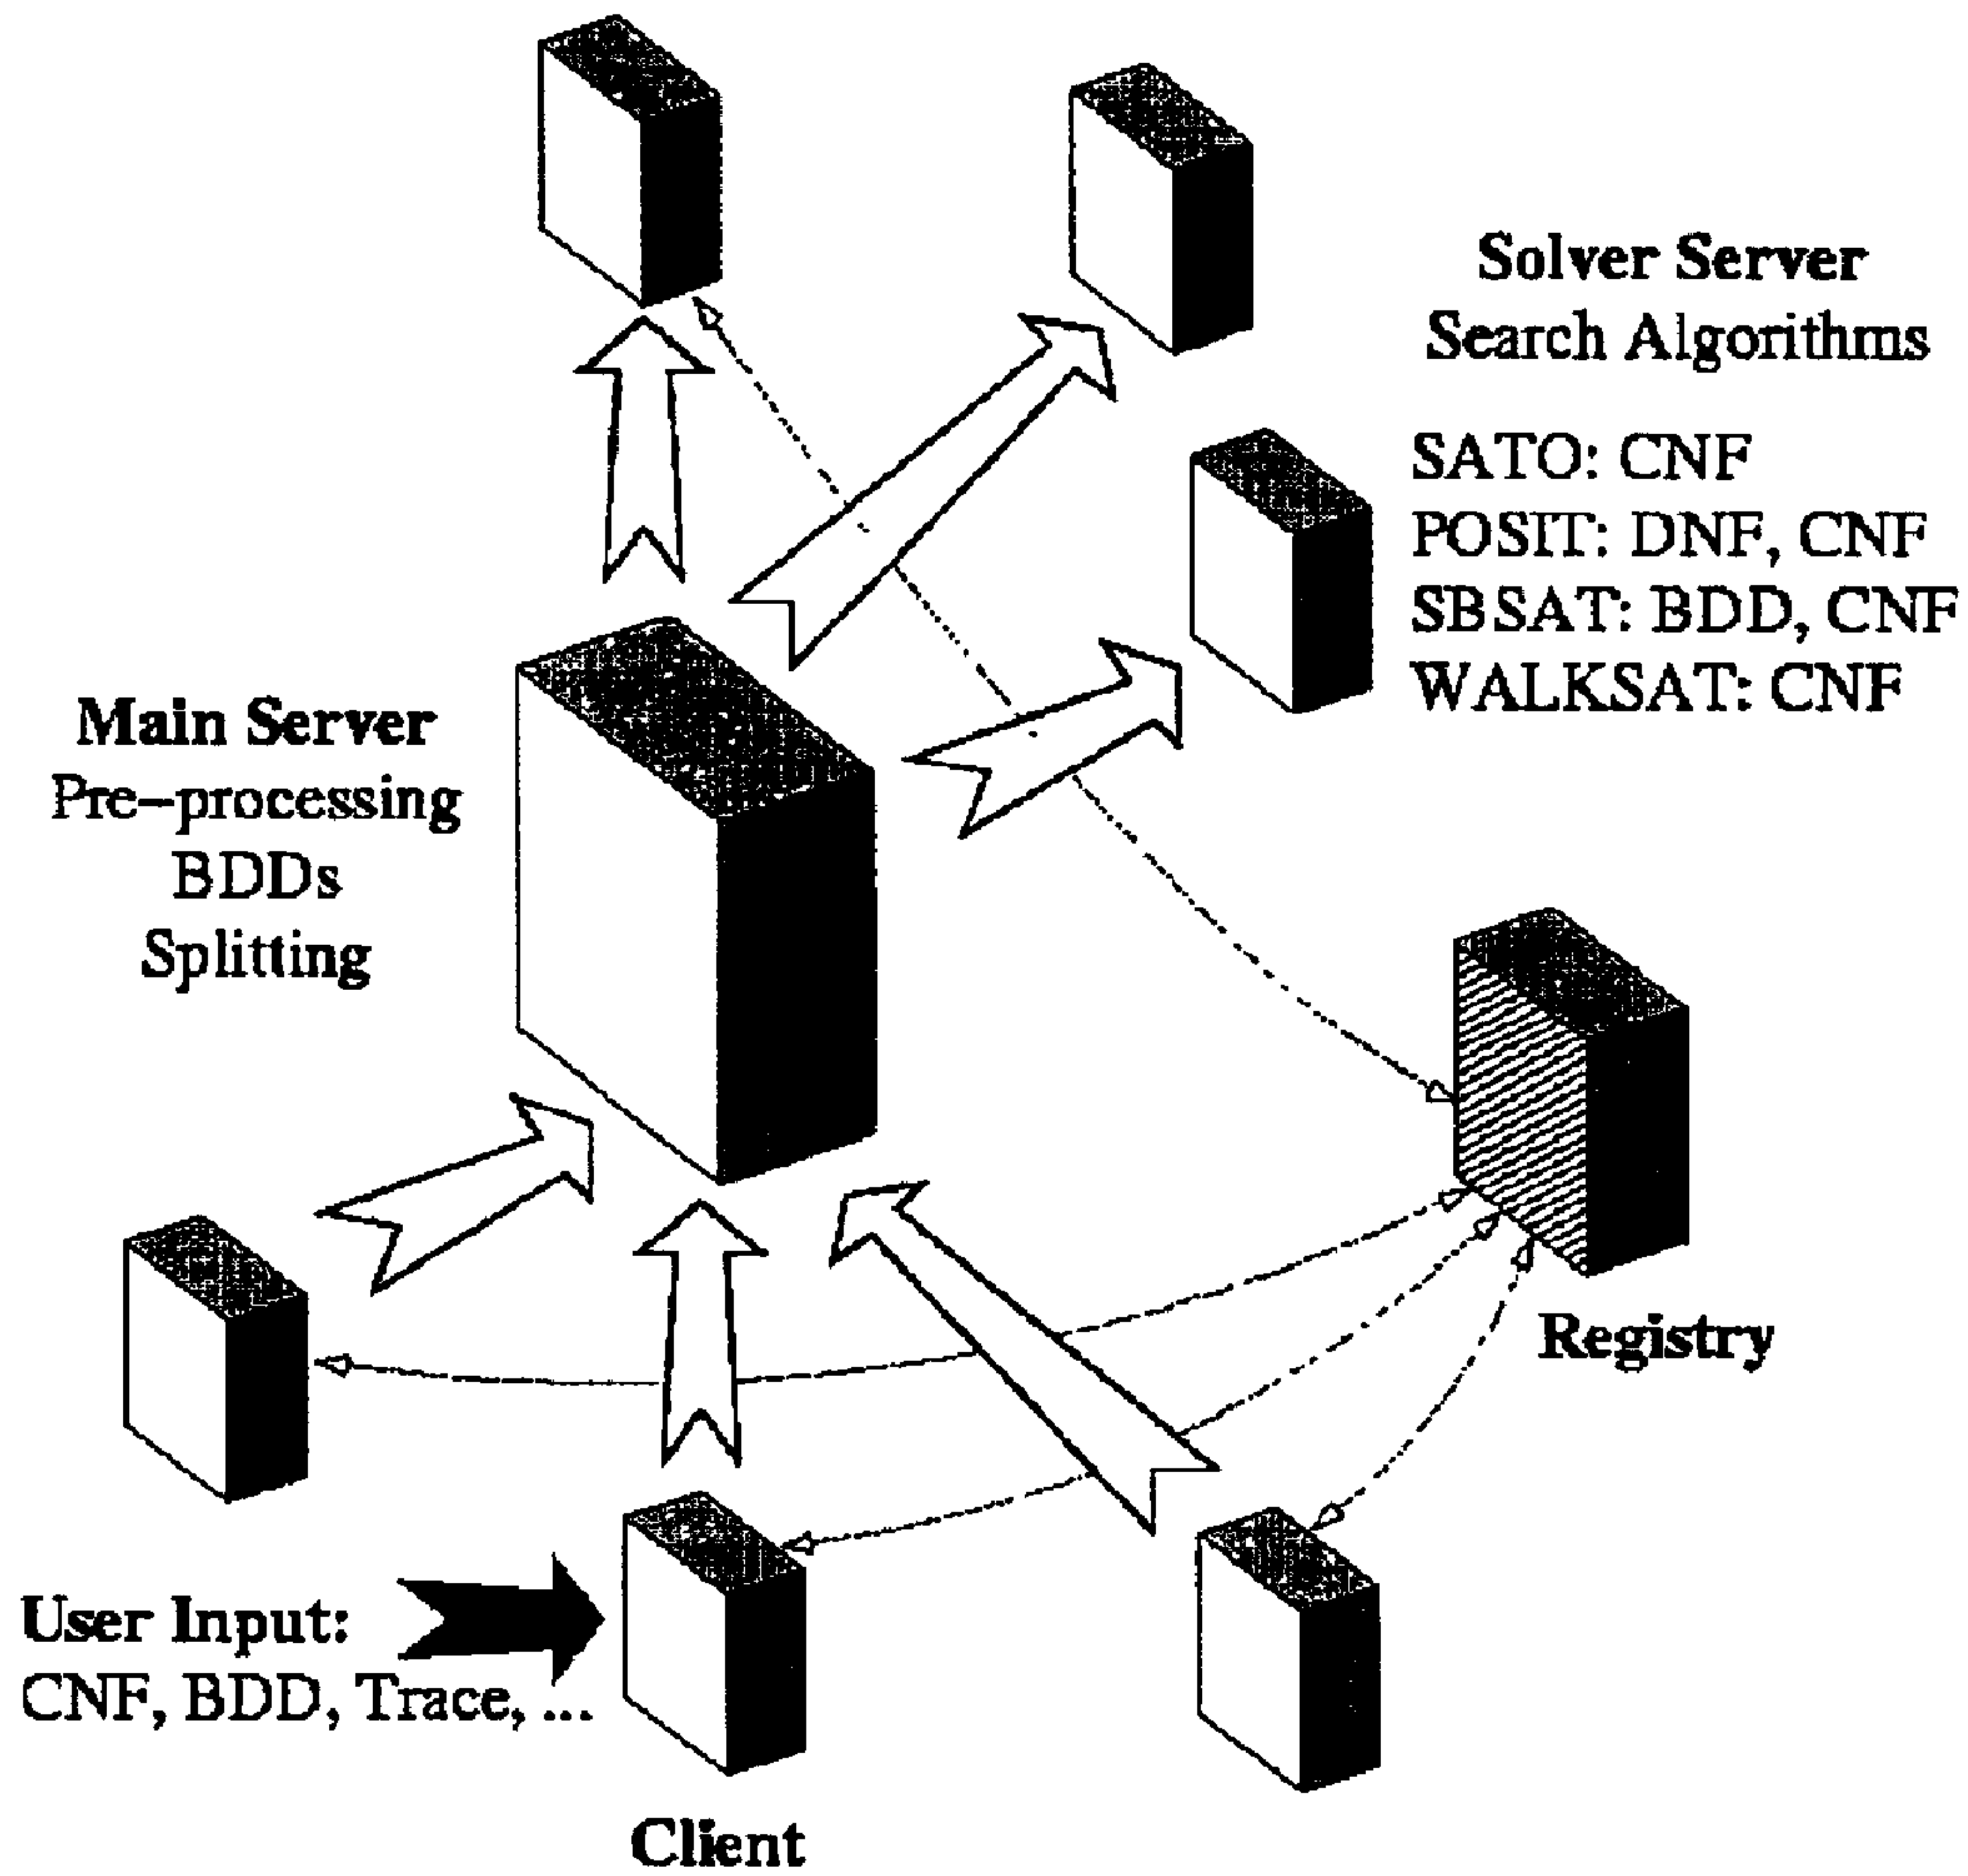 Solver Server
Search Algorithms
SATO: CNF
POSIT: DNF, CNF
SBSAT: BDD, CNF
WALKSAT: CNF
Main Server
Pre-processing
BDDs
Splitting
Registry
User Input:
CNF, BDD, Trace, ...
Client